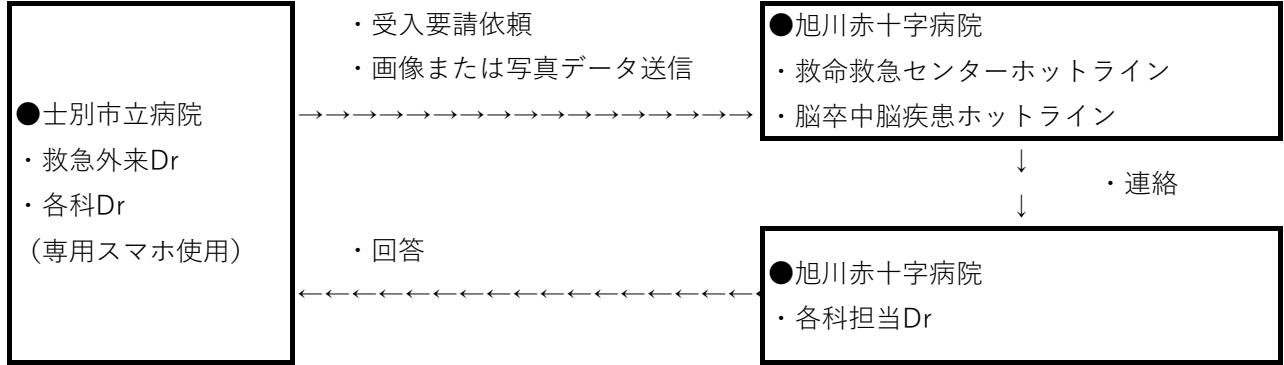 ・受入要請依頼
・画像または写真データ送信
●士別市立病院
・救急外来Dr
・各科Dr
（専用スマホ使用）
→→→→→→→→→→→→→→→→→
●旭川赤十字病院
・救命救急センターホットライン
・脳卒中脳疾患ホットライン
↓
・連絡
↓
●旭川赤十字病院
・各科担当Dr
・回答
←←←←←←←←←←←←←←←←←